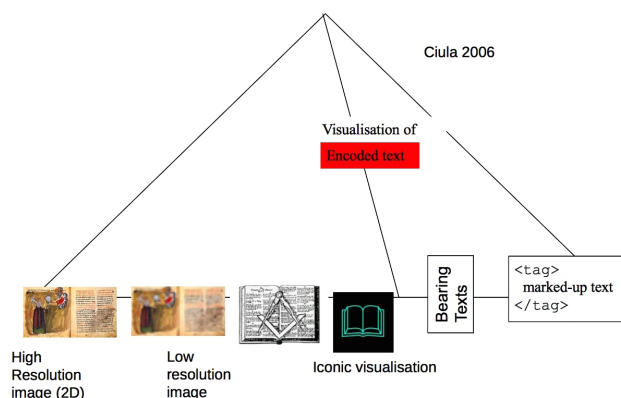 Ciula 2006
Visualisation of
Encoded text
Bearing
Texts
<tag>
marked-up text
</tag>
High
Resolution
image (2D)
Low
resolution
image
Iconic visualisation